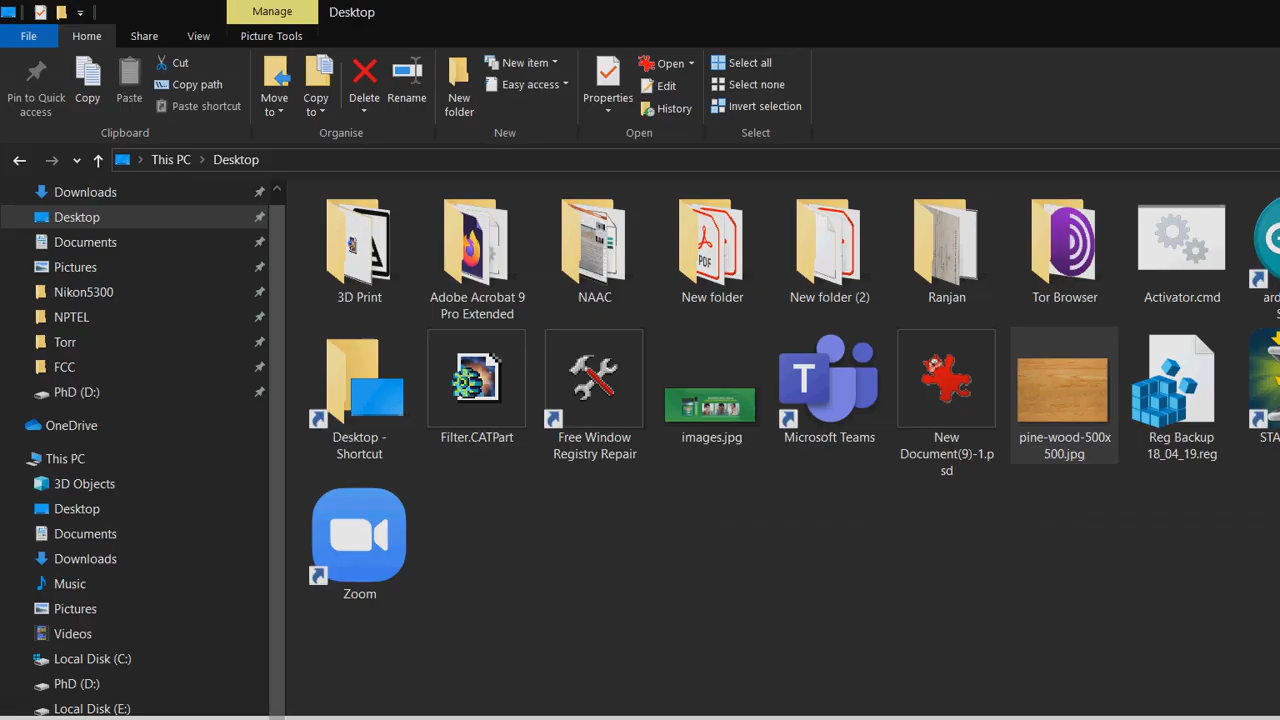 Manage
Desktop
File
Home
Share
View
Picture Tools
Pin to Quick
access
Copy
Paste
Cut
Copy path
Paste shortcut
Clipboard
Move
to
Copy
to
Delete
Rename
Organise
New
folder
New item
Easy access
New
Properties
Open
Edit
History
Open
Select all
Select none
Invert selection
Select
This PC
Desktop
Downloads
Desktop
Documents
Pictures
Nikon5300
NPTEL
Torr
FCC
PhD (D:)
OneDrive
This PC
3D Objects
Desktop
Documents
Downloads
Music
Pictures
Videos
Local Disk (C:)
PhD (D:)
Local Disk (E:)
3D Print
Adobe Acrobat 9
Pro Extended
NAAC
PDF
New folder
New folder (2)
Ranjan
Tor Browser
Activator.cmd
ard
S
Desktop -
Shortcut
Filter.CATPart
Free Window
Registry Repair
images.jpg
T
Microsoft Teams
New
Document(9)-1.p
sd
pine-wood-500x
500.jpg
Reg Backup
18_04_19.reg
STA
Zoom